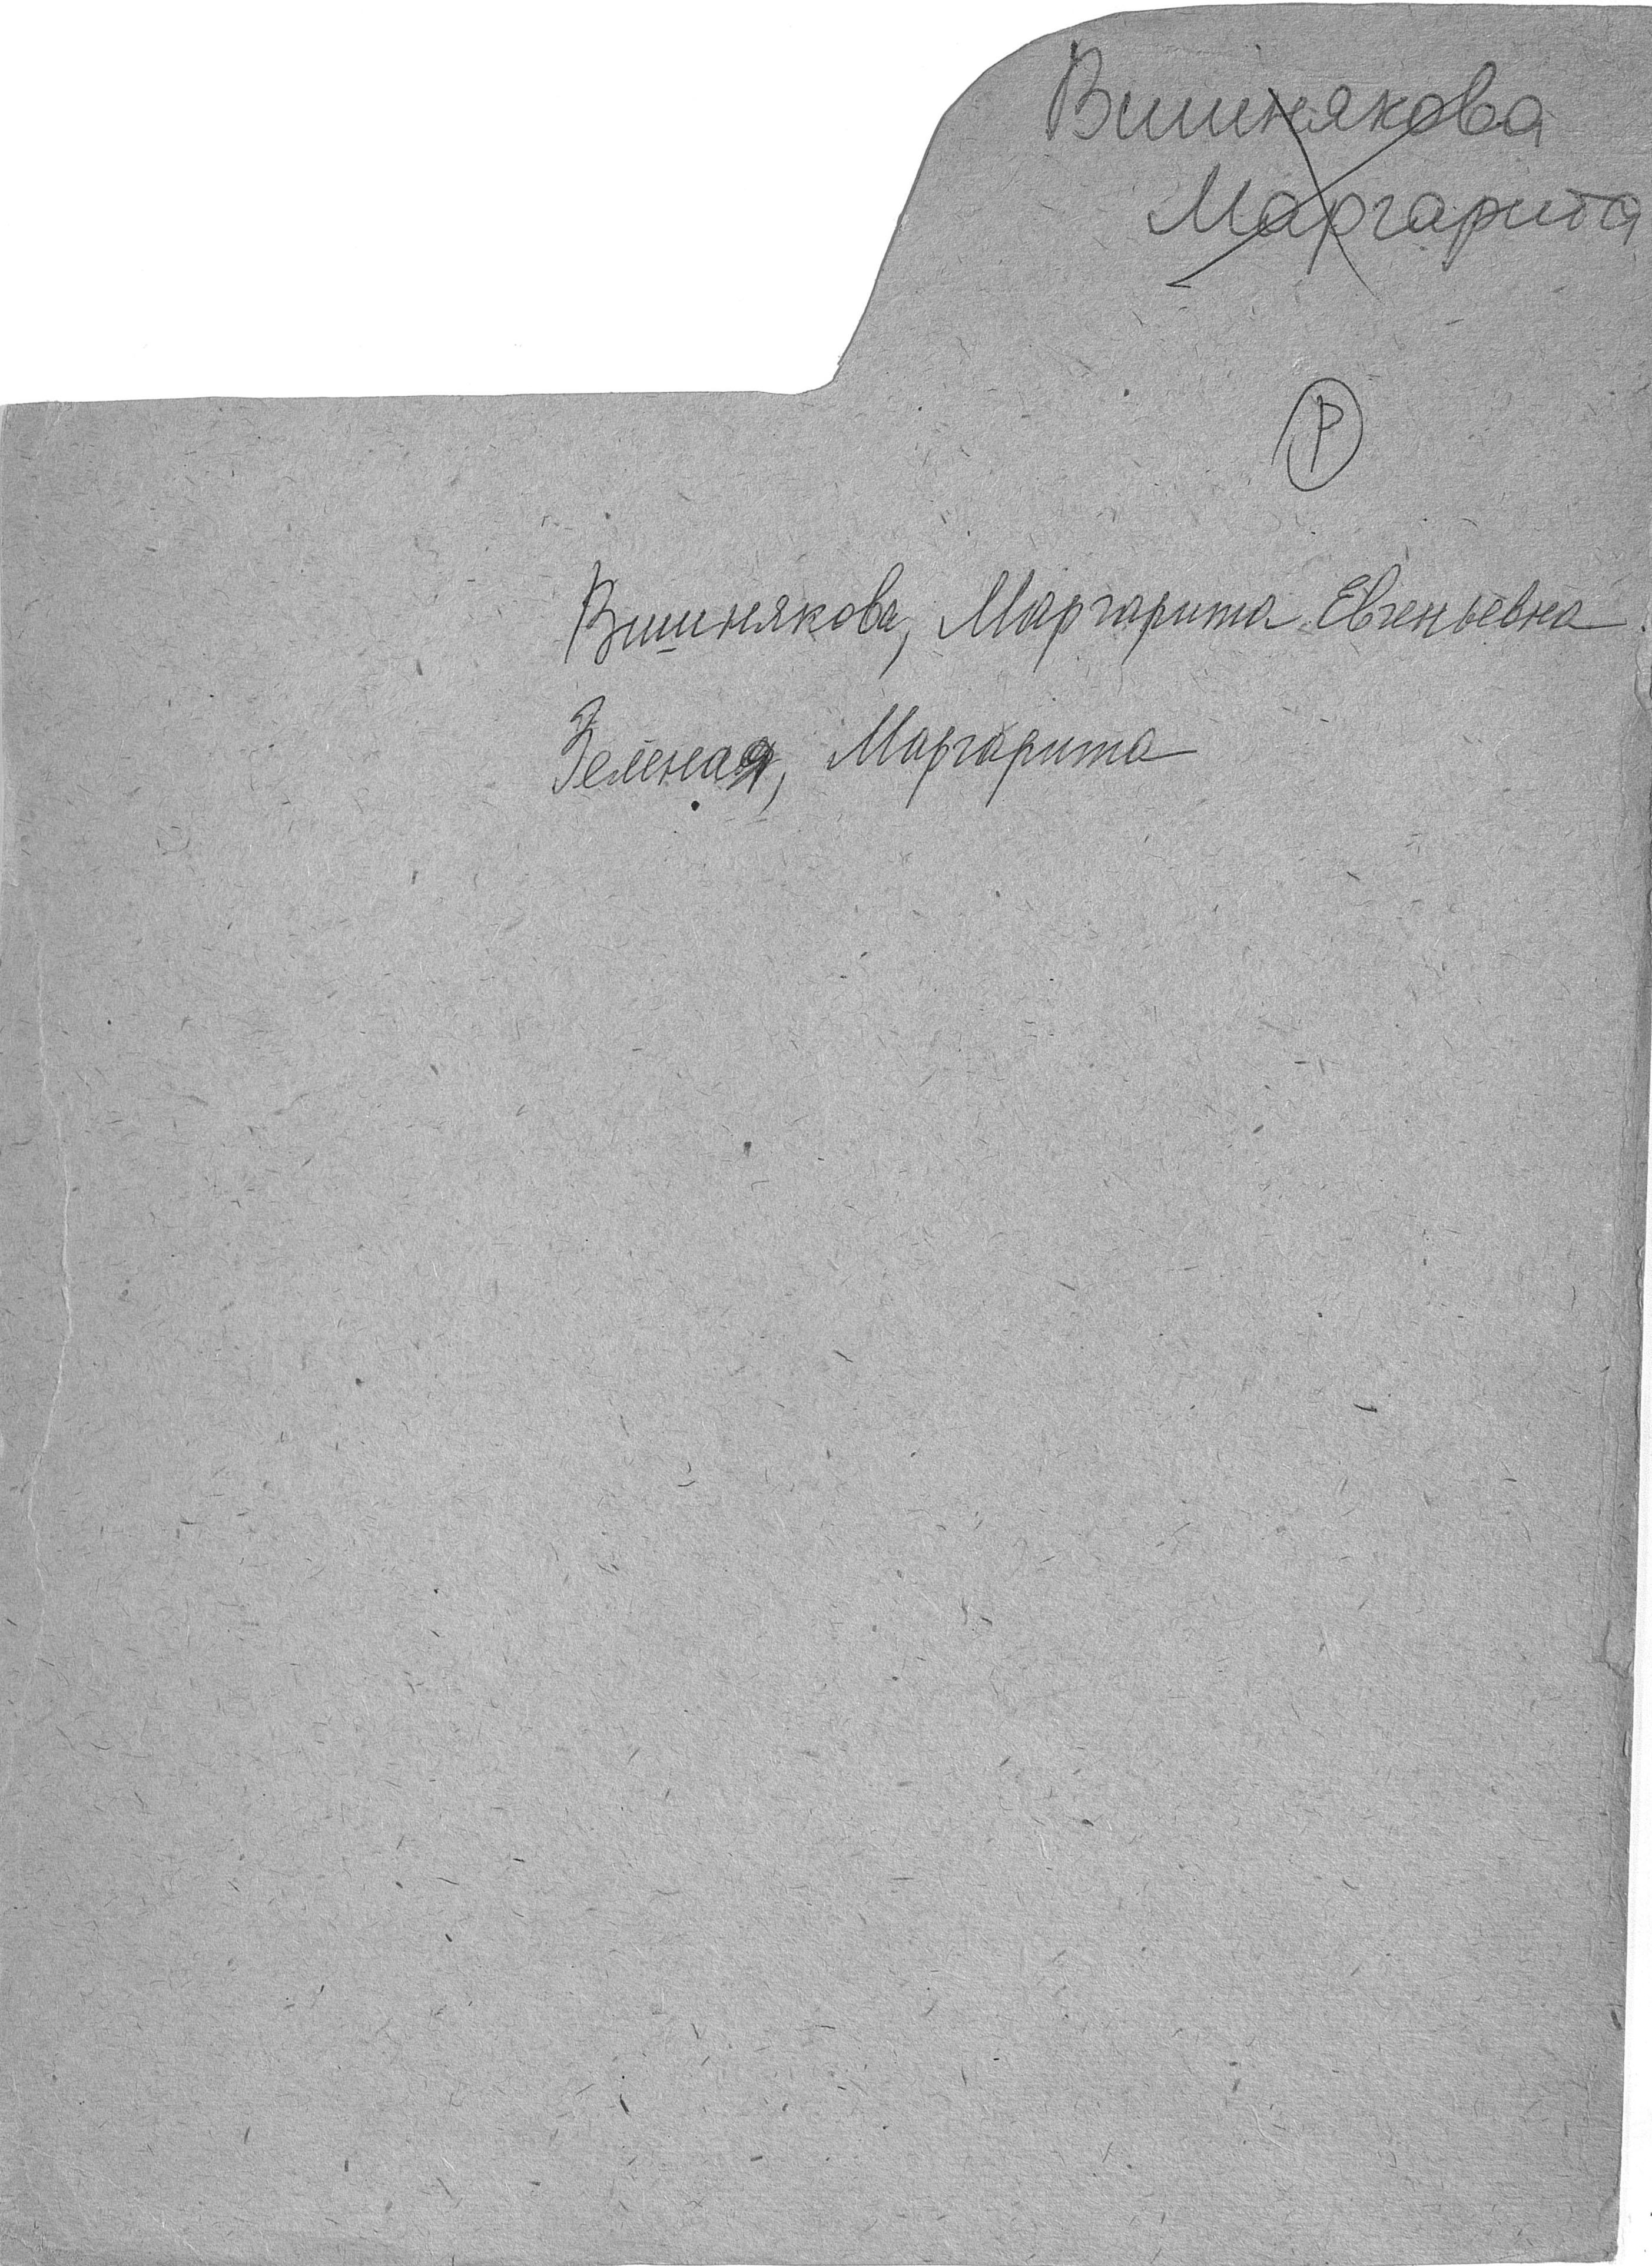 Вишнякова
Маргарита
Р
Вишнякова, Маргарита Евгеньевна
Зеленая, Маргарита